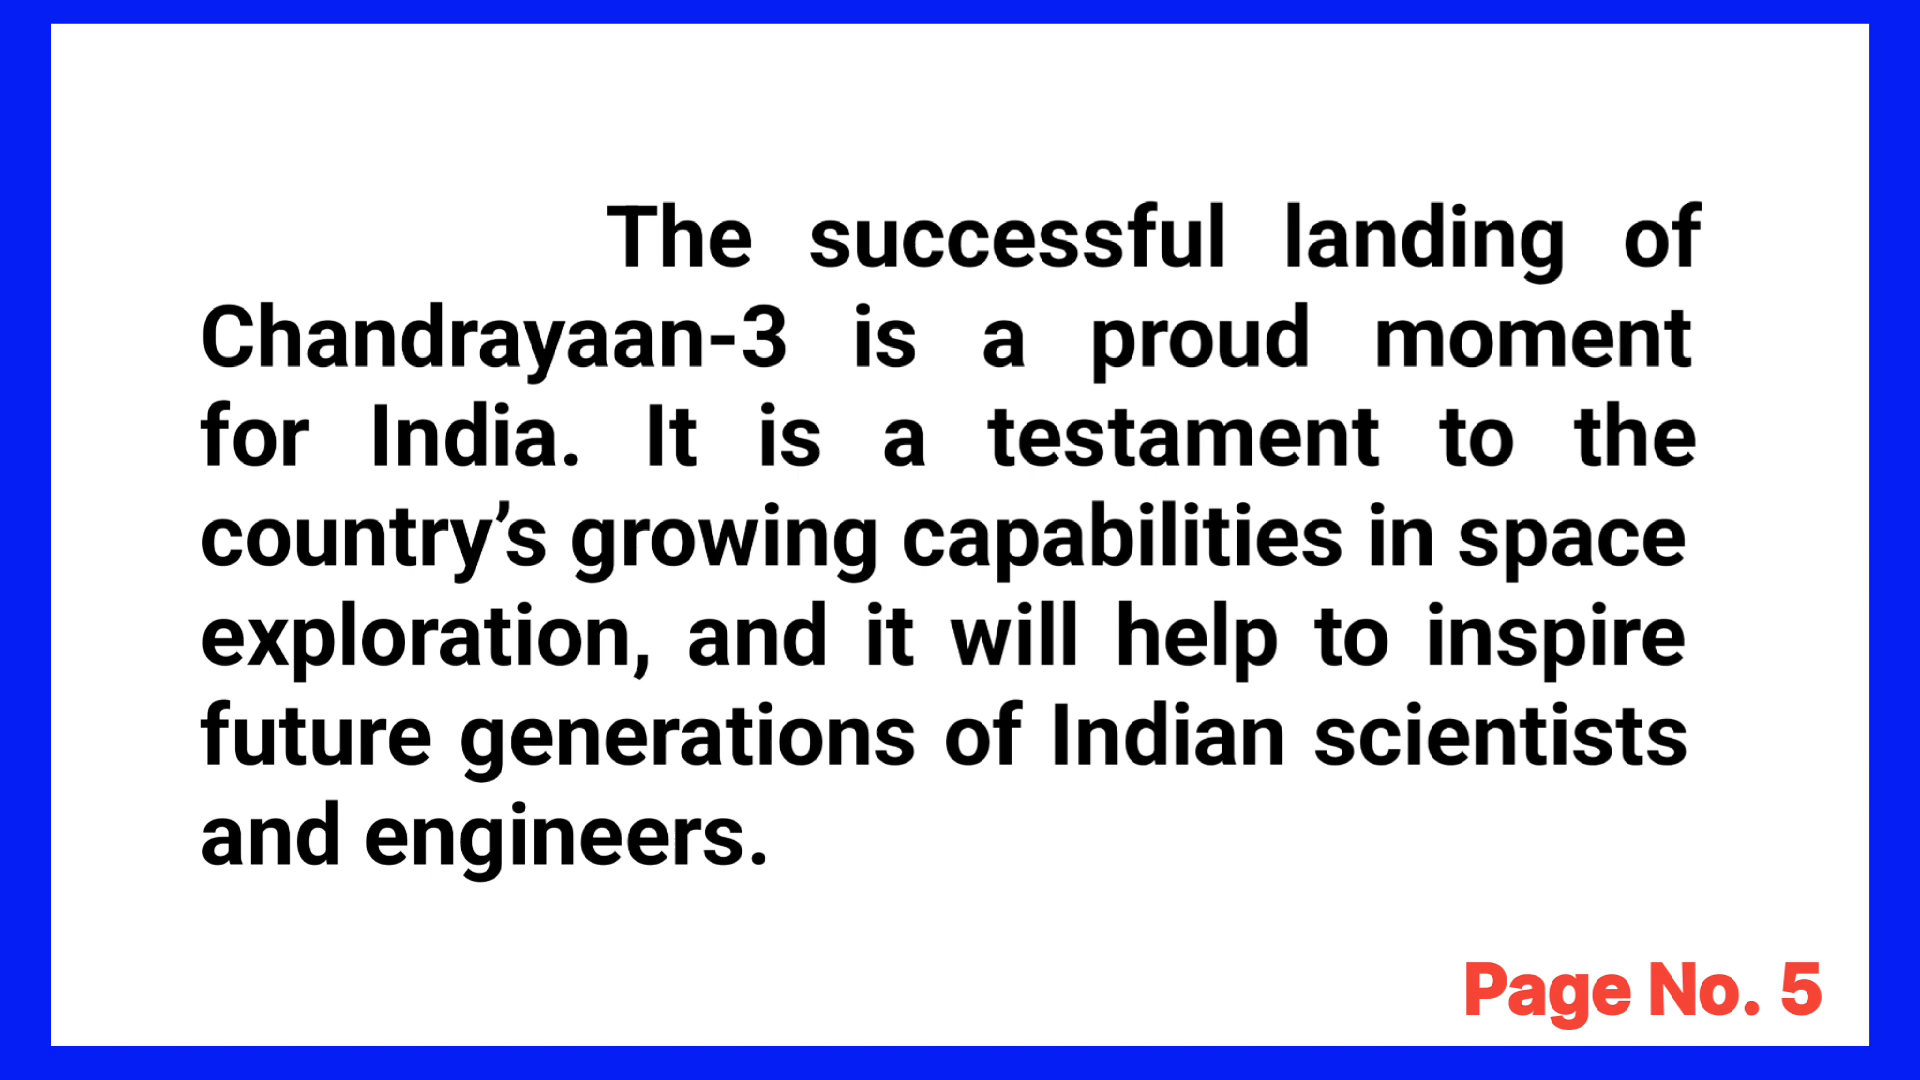 The successful landing of
Chandrayaan-3 is a proud moment
for India. It is a testament to the
country’s growing capabilities in space
exploration, and it will help to inspire
future generations of Indian scientists
and engineers.
Page No. 5